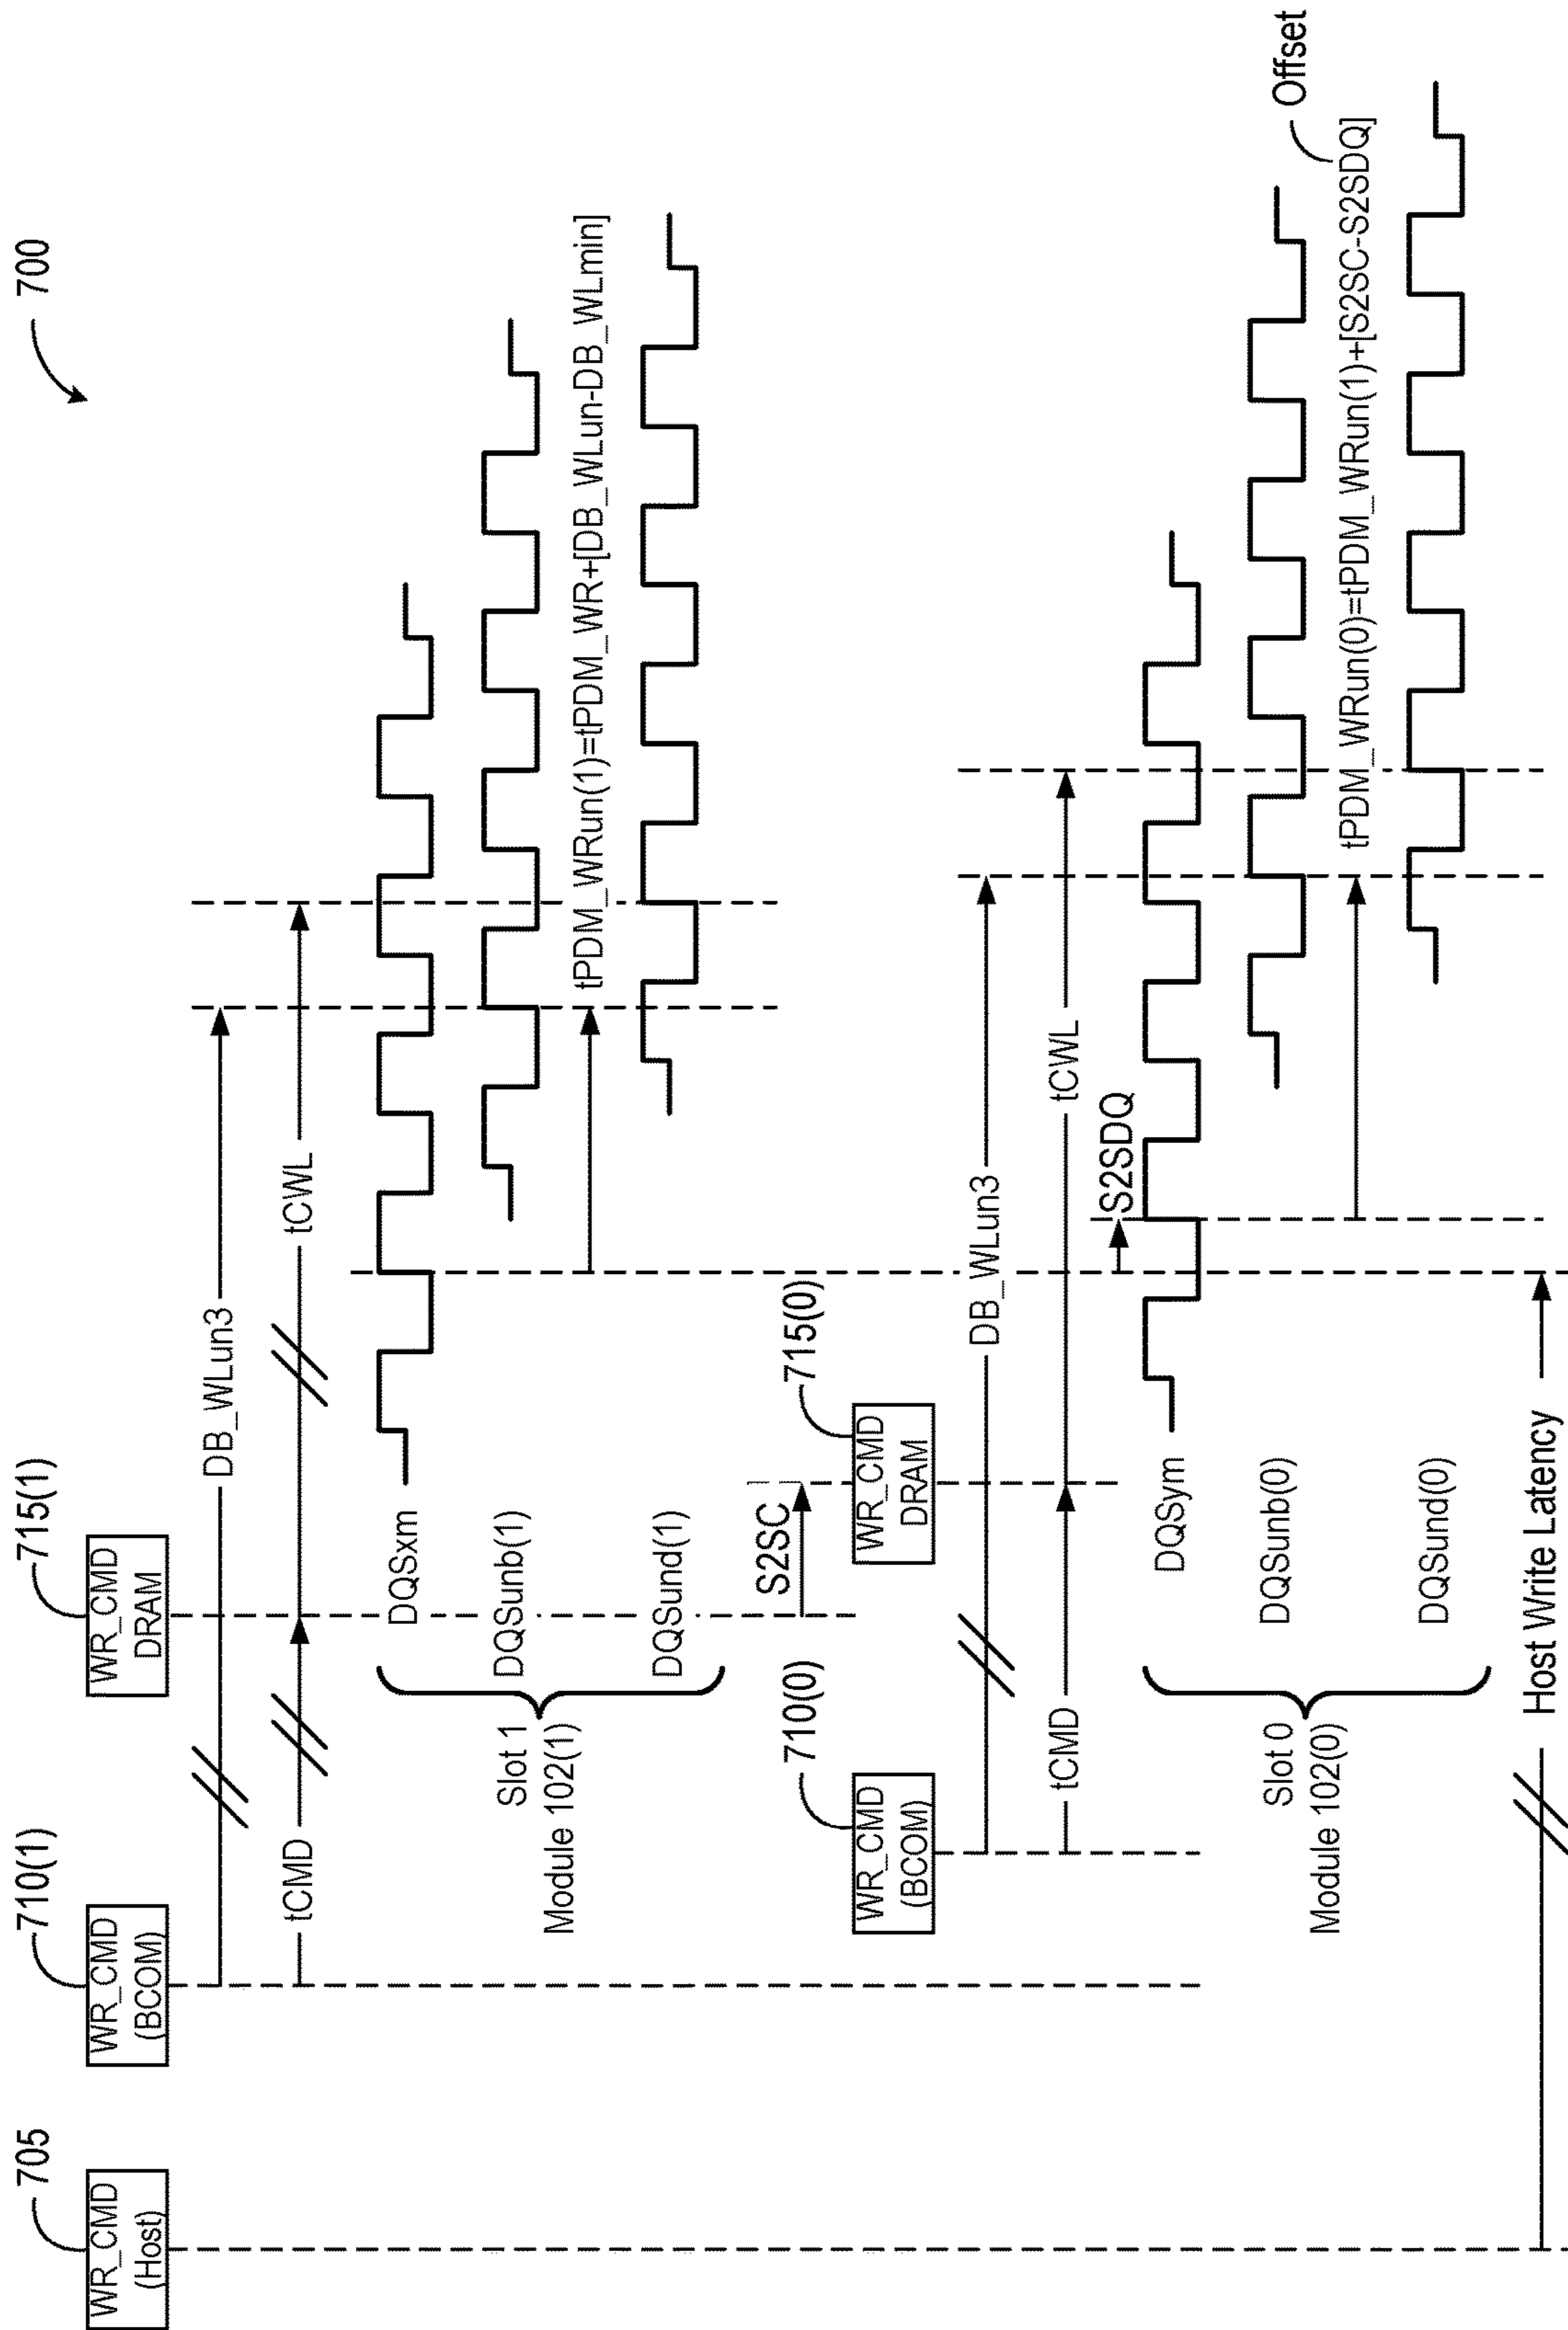 700
705
WR_CMD
(Host)
710(1)
WR_CMD
(BCOM)
715(1)
WR_CMD
DRAM
DB_WLun3
tCMD
tCWL
Slot 1
Module 102(1)
DQSxm
DQSunb(1)
tPDM_WRun(1)=tPDM_WR+[DB_WLun-DB_WLmin]
DQSund(1)
S2SC
710(0)
WR_CMD
(BCOM)
715(0)
WR_CMD
DRAM
DB_WLun3
tCMD
tCWL
S2SDQ
Slot 0
Module 102(0)
DQSym
DQSunb(0)
Offset
tPDM_WRun(0)=tPDM_WRun(1)+[S2SC-S2SDQ]
DQSund(0)
Host Write Latency